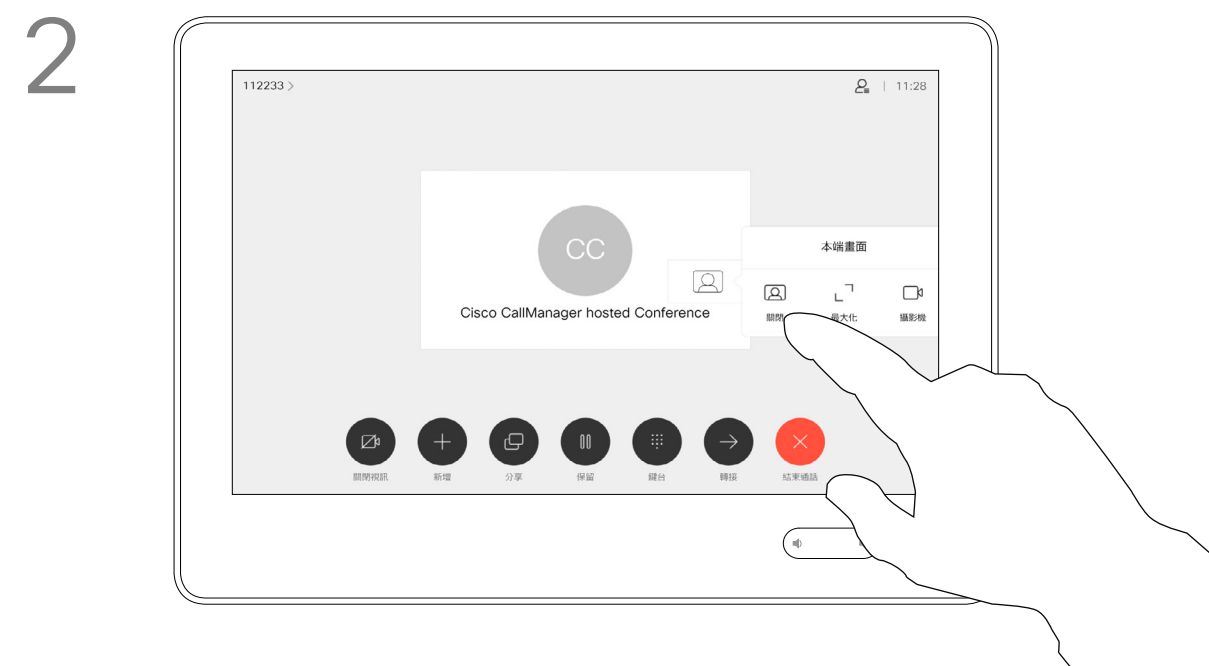 2
112233
11:28
CC
Cisco CallManager hosted Conference
本端畫面
關閉
最大化
攝影機
關閉視訊
新增
分享
保留
鍵台
轉接
結束通話